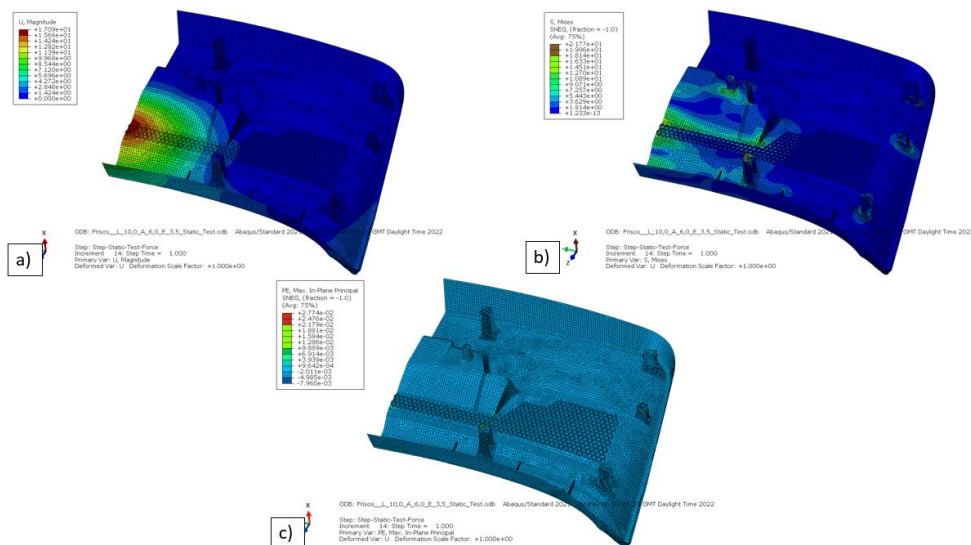 U, Magnitude
+1.709e+01
+1.566e+01
+1.424e+01
+1.282e+01
+1.139e+01
+9.968e+00
+8.544e+00
+7.120e+00
+5.696e+00
+4.272e+00
+2.848e+00
+1.424e+00
+0.000e+00
ODB: Frisos__L_10,0_A_6,0_E_3,5_Static_Test.odb Abaqus/Standard 2021 GMT Daylight Time 2022
X
Step: Step-Static-Test-Force
Increment 14: Step Time = 1.000
Primary Var: U, Magnitude
Deformed Var: U Deformation Scale Factor: +1.000e+00
a)
S, Mises
SNEG, (fraction = -1.0)
(Avg: 75%)
+2.177e+01
+1.996e+01
+1.814e+01
+1.633e+01
+1.451e+01
+1.270e+01
+1.089e+01
+9.071e+00
+7.257e+00
+5.443e+00
+3.629e+00
+1.814e+00
+1.233e-13
ODB: Frisos__L_10,0_A_6,0_E_3,5_Static_Test.odb Abaqus/Standard 2021 GMT Daylight Time 2022
X
Z
Step: Step-Static-Test-Force
Increment 14: Step Time = 1.000
Primary Var: S, Mises
Deformed Var: U Deformation Scale Factor: +1.000e+00
b)
PE, Max. In-Plane Principal
SNEG, (fraction = -1.0)
(Avg: 75%)
+2.774e-02
+2.476e-02
+2.179e-02
+1.881e-02
+1.584e-02
+1.286e-02
+9.889e-03
+6.914e-03
+3.939e-03
+9.642e-04
-2.011e-03
-4.985e-03
-7.960e-03
ODB: Frisos__L_10,0_A_6,0_E_3,5_Static_Test.odb Abaqus/Standard GMT Daylight Time 2022
X
Step: Step-Static-Test-Force
Increment 14: Step Time = 1.000
Primary Var: PE, Max. In-Plane Principal
Deformed Var: U Deformation Scale Factor: +1.000e+00
c)